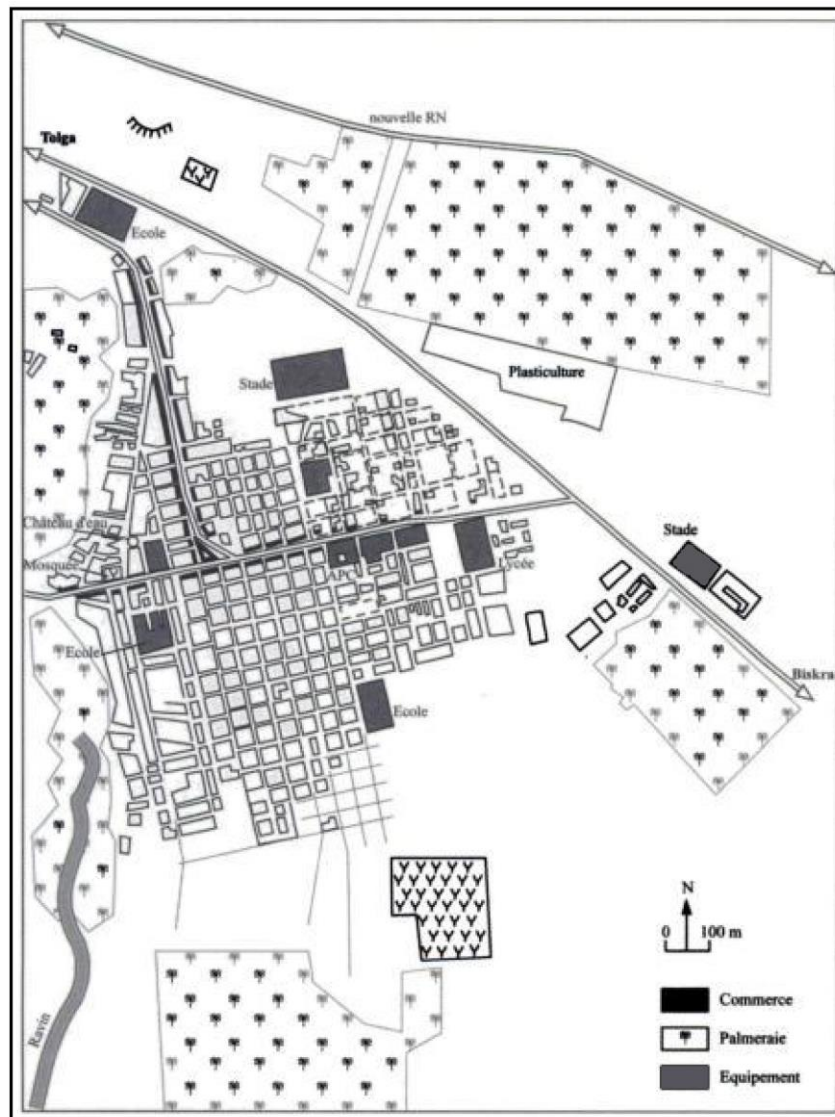 nouvelle RN
Tolga
Ecole
Plasticulture
Stade
Château d'eau
Stade
Mosquée
APC
Lycée
Ecole
Biskra
Ecole
N
0 100 m
Commerce
Palmeraie
Equipement
Ravin